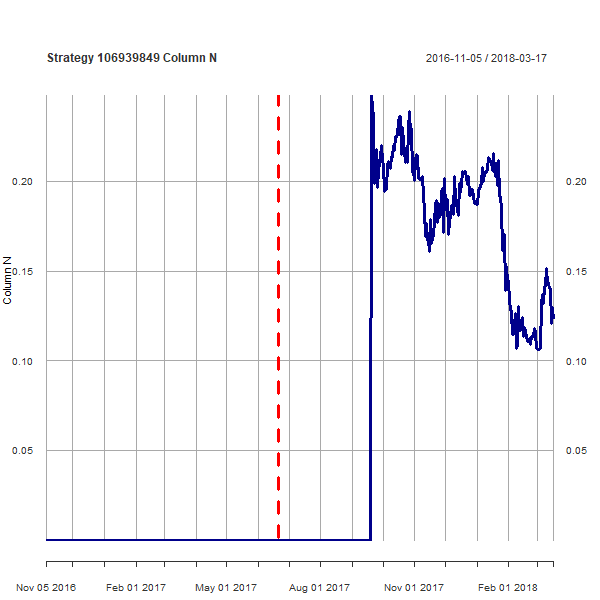 Strategy 106939849 Column N
2016-11-05 / 2018-03-17
Column N
0.20
0.15
0.10
0.05
0.20
0.15
0.10
0.05
Nov 05 2016
Feb 01 2017
May 01 2017
Aug 01 2017
Nov 01 2017
Feb 01 2018